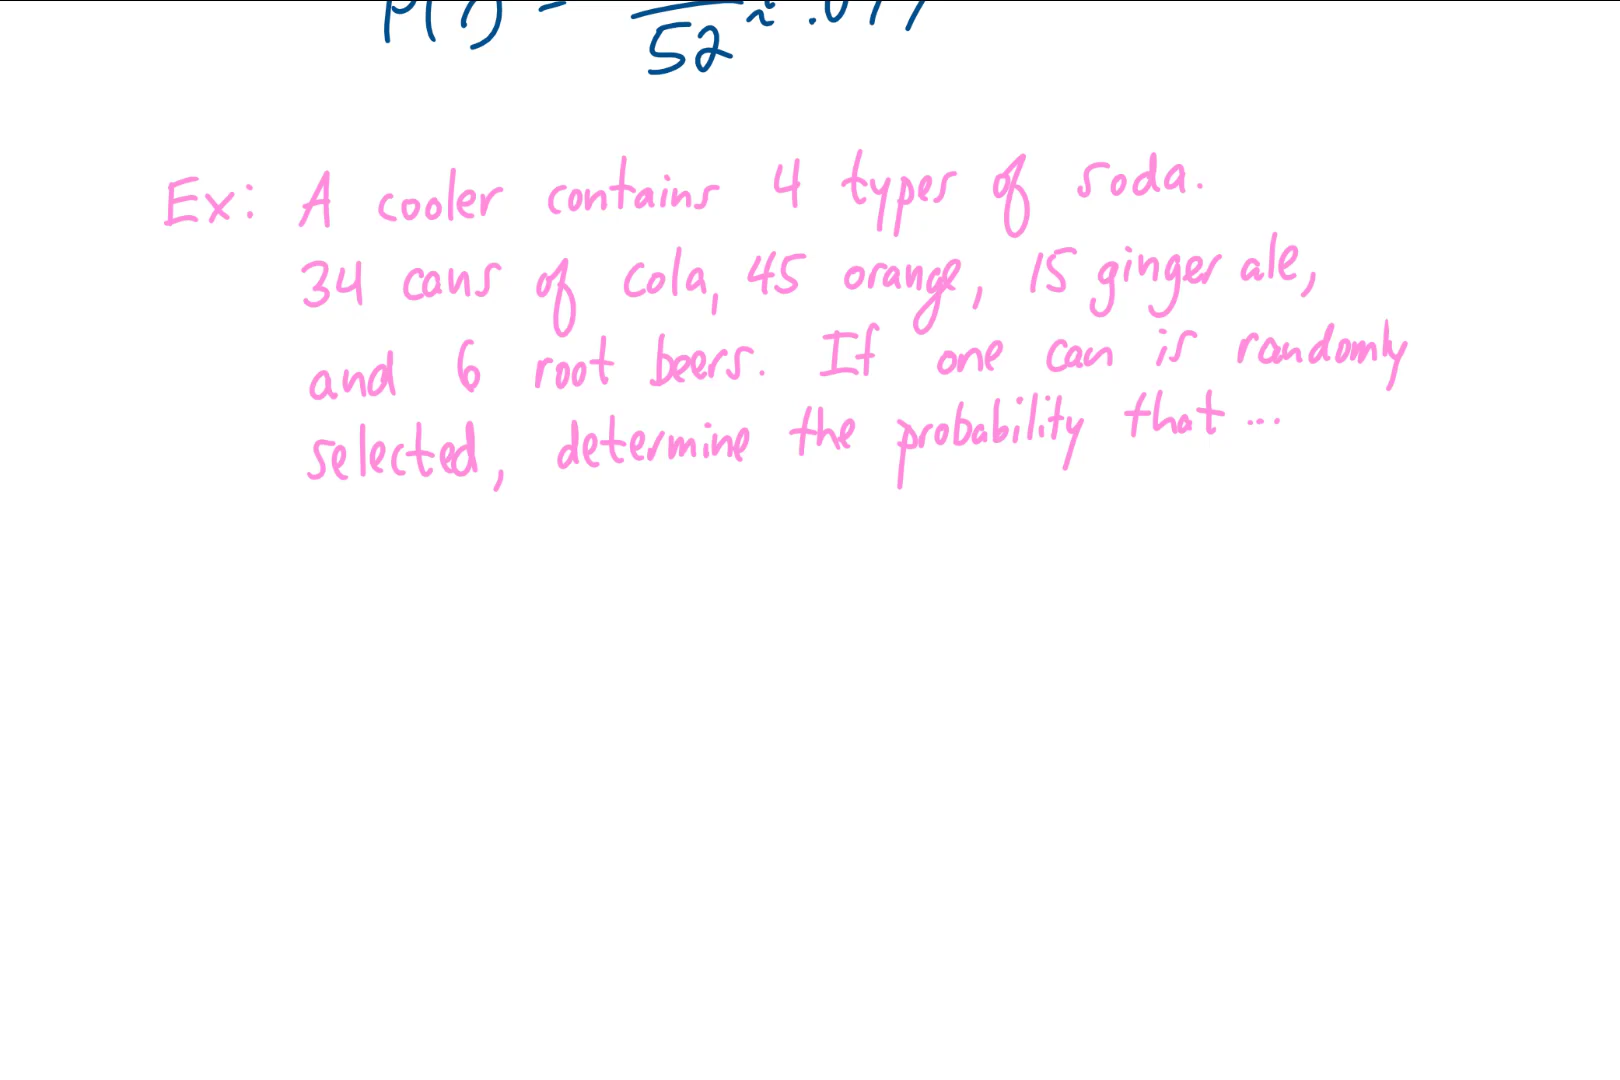 52
Ex: A cooler contains 4 types of soda.
34 cans of cola, 45 orange, 15 ginger ale,
and 6 root beers. If one can is randomly
selected, determine the probability that ...